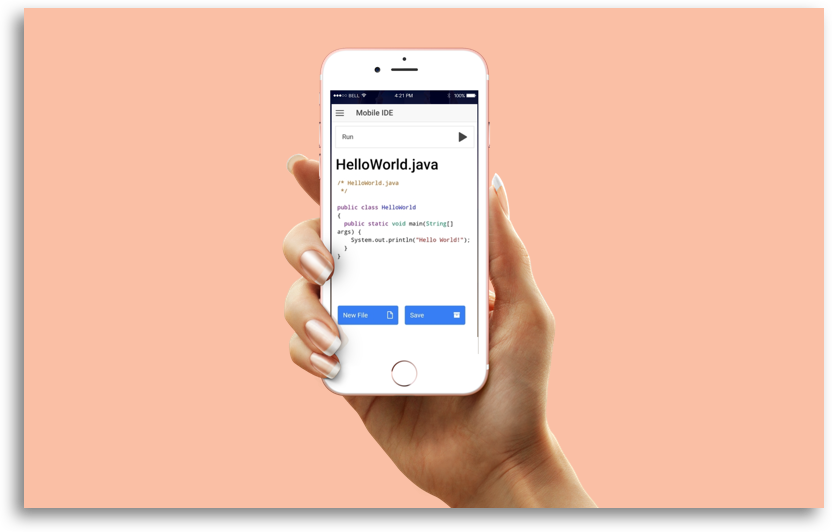 BELL 4:21 PM 100%
Mobile IDE
Run
HelloWorld.java
/* HelloWorld.java
*/
public class HelloWorld
{
public static void main(String[]
args) {
System.out.println("Hello World!");
}
}
New File Save